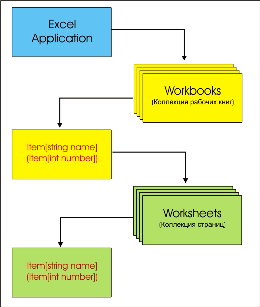 Excel
Application
Workbooks
(Коллекция рабочих книг)
Item[string name]
(Item[int number])
Worksheets
(Коллекция страниц)
Item[string name]
(Item[int number])